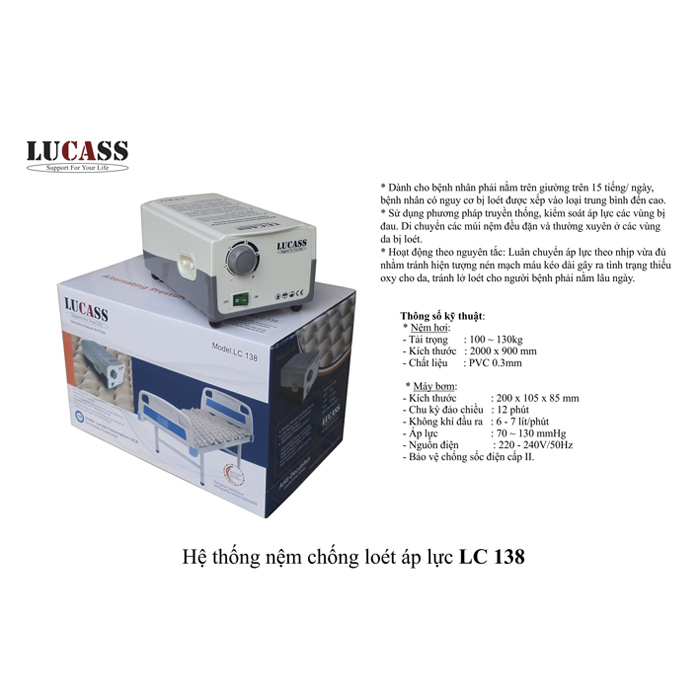 LUCASS
Support For Your Life
* Dành cho bệnh nhân phải nằm trên giường trên 15 tiếng/ ngày,
bệnh nhân có nguy cơ bị loét được xếp vào loại trung bình đến cao.
* Sử dụng phương pháp truyền thống, kiểm soát áp lực các vùng bị
đau. Di chuyển các múi nệm đều đặn và thường xuyên ở các vùng
da bị loét.
* Hoạt động theo nguyên tắc: Luân chuyển áp lực theo nhịp vừa đủ
nhằm tránh hiện tượng nén mạch máu kéo dài gây ra tình trạng thiếu
oxy cho da, tránh lở loét cho người bệnh phải nằm lâu ngày.
Thông số kỹ thuật:
* Nệm hơi:
- Tải trọng : 100 ~ 130kg
- Kích thước : 2000 x 900 mm
- Chất liệu : PVC 0.3mm
* Máy bơm:
- Kích thước : 200 x 105 x 85 mm
- Chu kỳ đảo chiều : 12 phút
- Không khí đầu ra : 6 - 7 lít/phút
- Áp lực : 70 ~ 130 mmHg
- Nguồn điện : 220 - 240V/50Hz
- Bảo vệ chống sốc điện cấp II.
LUCASS
LUCASS
Alternating Pressure
LUCASS
Model.LC 138
Hệ thống nệm chống loét áp lực LC 138